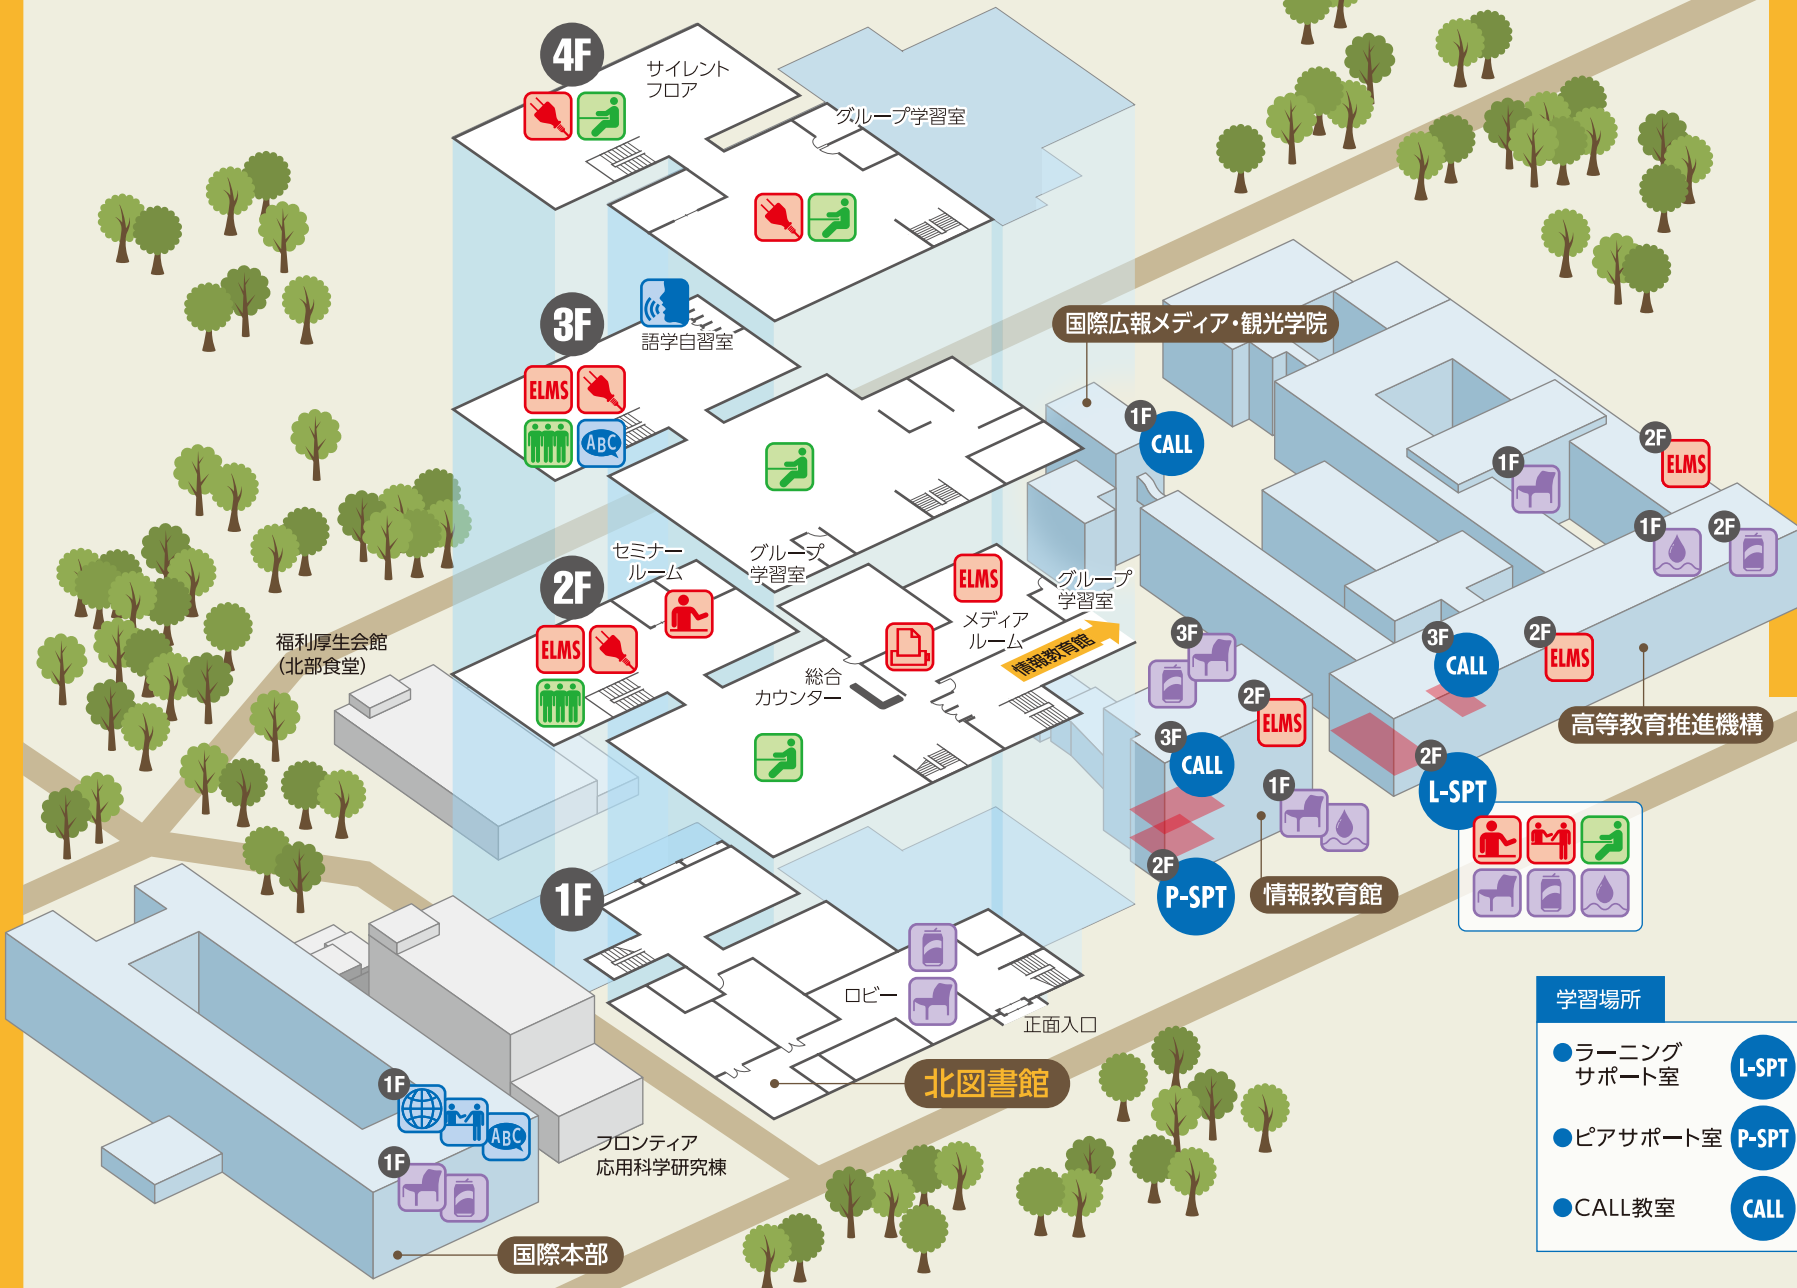 4F
サイレント
フロア
グループ学習室
3F
語学自習室
ELMS
ABC
グループ
学習室
2F
セミナー
ルーム
ELMS
総合
カウンター
ELMS
メディア
ルーム
グループ
学習室
情報教育館
1F
ロビー
正面入口
北図書館
福利厚生会館
(北部食堂)
フロンティア
応用科学研究棟
1F
ABC
1F
国際本部
国際広報メディア・観光学院
1F
CALL
1F
2F
ELMS
1F
2F
3F
CALL
2F
ELMS
高等教育推進機構
2F
L-SPT
3F
2F
ELMS
3F
CALL
1F
2F
P-SPT
情報教育館
学習場所
●ラーニング
サポート室
L-SPT
●ピアサポート室
P-SPT
●CALL教室
CALL